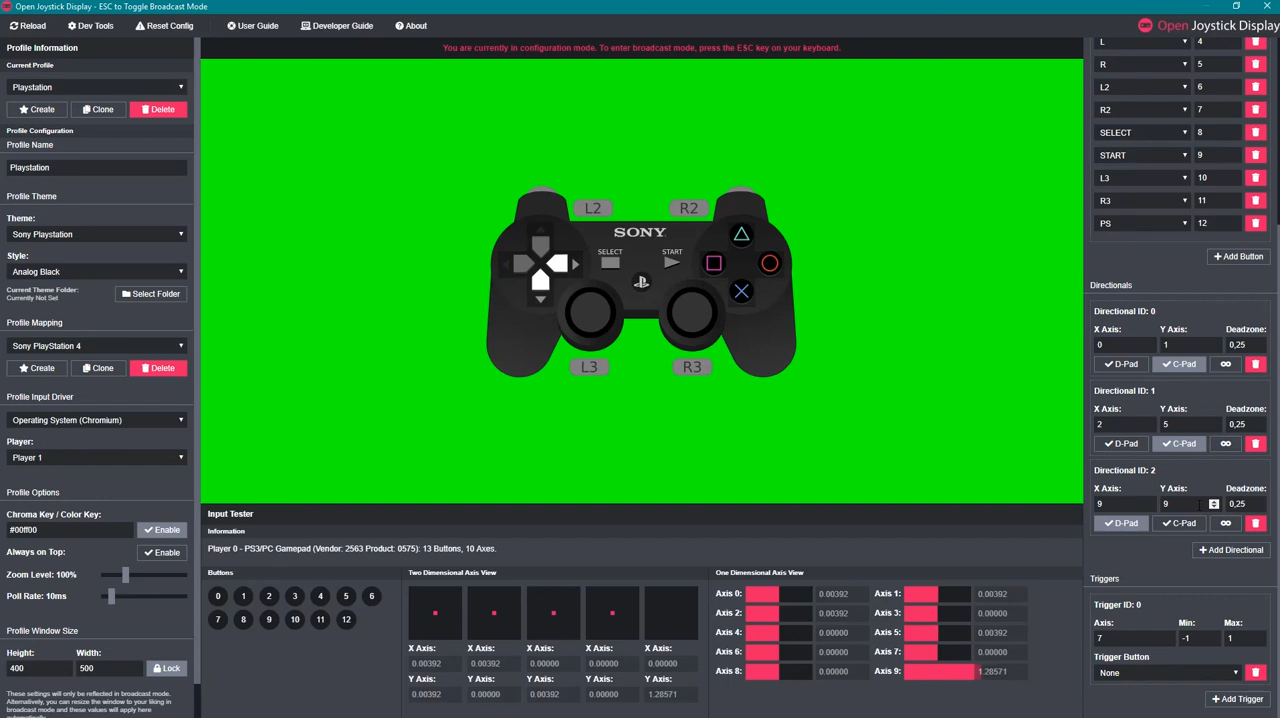 Open Joystick Display - ESC to Toggle Broadcast Mode
Reload
Dev Tools
Reset Config
User Guide
Developer Guide
About
Open Joystick Display
Profile Information
Current Profile
Playstation
Create
Clone
Delete
Profile Configuration
Profile Name
Playstation
Profile Theme
Theme:
Sony Playstation
Style:
Analog Black
Current Theme Folder:
Currently Not Set
Select Folder
Profile Mapping
Sony PlayStation 4
Create
Clone
Delete
Profile Input Driver
Operating System (Chromium)
Player:
Player 1
Profile Options
Chroma Key / Color Key:
#00ff00
Enable
Always on Top:
Enable
Zoom Level: 100%
Poll Rate: 10ms
Profile Window Size
Height:
Width:
400
500
Lock
These settings will only be reflected in broadcast mode.
Alternatively, you can resize the window to your liking in
broadcast mode and these values will apply here
automatically.
You are currently in configuration mode. To enter broadcast mode, press the ESC key on your keyboard.
L2
R2
SONY
SELECT
START
L3
R3
Input Tester
Information
Player 0 - PS3/PC Gamepad (Vendor: 2563 Product: 0575): 13 Buttons, 10 Axes.
Buttons
0 1 2 3 4 5 6
7 8 9 10 11 12
Two Dimensional Axis View
X Axis: X Axis: X Axis: X Axis: X Axis:
0.00392 0.00392 0.00000 0.00000 0.00000
Y Axis: Y Axis: Y Axis: Y Axis: Y Axis:
0.00392 0.00000 0.00392 0.00000 1.28571
One Dimensional Axis View
Axis 0: 0.00392 Axis 1: 0.00392
Axis 2: 0.00392 Axis 3: 0.00000
Axis 4: 0.00000 Axis 5: 0.00392
Axis 6: 0.00000 Axis 7: 0.00000
Axis 8: 0.00000 Axis 9: 1.28571
L 4
R 5
L2 6
R2 7
SELECT 8
START 9
L3 10
R3 11
PS 12
Add Button
Directionals
Directional ID: 0
X Axis: Y Axis: Deadzone:
0 1 0,25
D-Pad C-Pad
Directional ID: 1
X Axis: Y Axis: Deadzone:
2 5 0,25
D-Pad C-Pad
Directional ID: 2
X Axis: Y Axis: Deadzone:
9 9 0,25
D-Pad C-Pad
Add Directional
Triggers
Trigger ID: 0
Axis: Min: Max:
7 -1 1
Trigger Button
None
Add Trigger